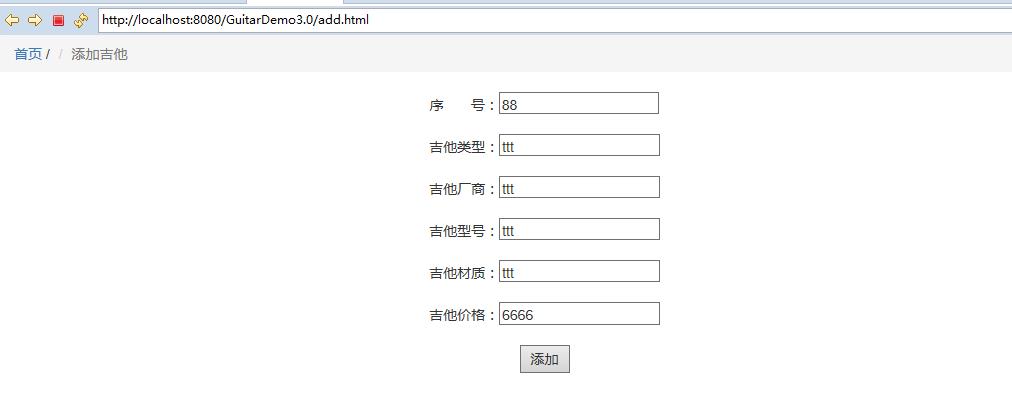 http://localhost:8080/GuitarDemo3.0/add.html
首页 / / 添加吉他
序 号：88
吉他类型：ttt
吉他厂商：ttt
吉他型号：ttt
吉他材质：ttt
吉他价格：6666
添加